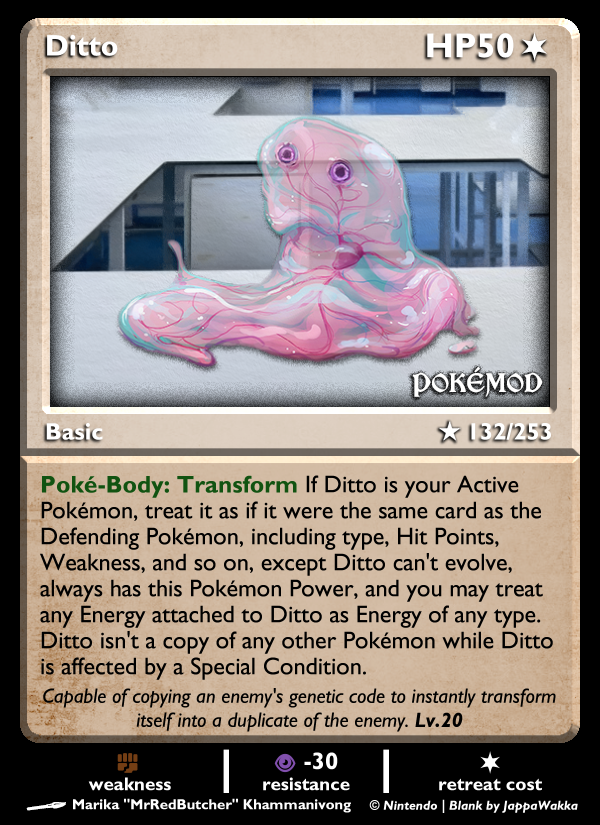 Ditto HP50
POKÉMOD
Basic 132/253
Poké-Body: Transform If Ditto is your Active
Pokémon, treat it as if it were the same card as the
Defending Pokémon, including type, Hit Points,
Weakness, and so on, except Ditto can't evolve,
always has this Pokémon Power, and you may treat
any Energy attached to Ditto as Energy of any type.
Ditto isn't a copy of any other Pokémon while Ditto
is affected by a Special Condition.
Capable of copying an enemy's genetic code to instantly transform
itself into a duplicate of the enemy. Lv.20
-30
weakness resistance retreat cost
Marika "MrRedButcher" Khammanivong © Nintendo | Blank by JappaWakka